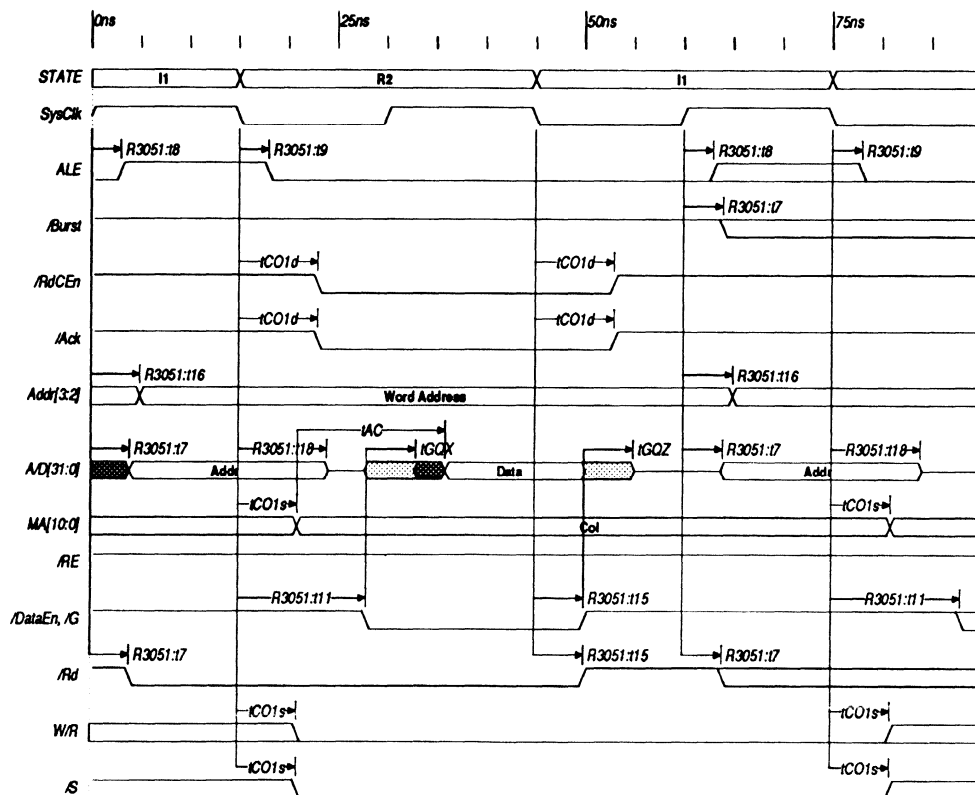 0ns 25ns 50ns 75ns
STATE I1 R2 I1
SysClk
R3051:t8 R3051:t9 R3051:t8 R3051:t9
ALE
R3051:t7
/Burst
tCO1d tCO1d
/RdCEn
tCO1d tCO1d
/Ack
R3051:t16 R3051:t16
Addr[3:2] Word Address
tAC
R3051:t7 R3051:t18 tGQX tGQZ R3051:t7 R3051:t18
A/D[31:0] Addr Data Addr
tCO1s tCO1s
MA[10:0] Col
/RE
R3051:t11 R3051:t15 R3051:t11
/DataEn, /G
R3051:t7 R3051:t15 R3051:t7
/Rd
tCO1s tCO1s
W/R
tCO1s tCO1s
/S